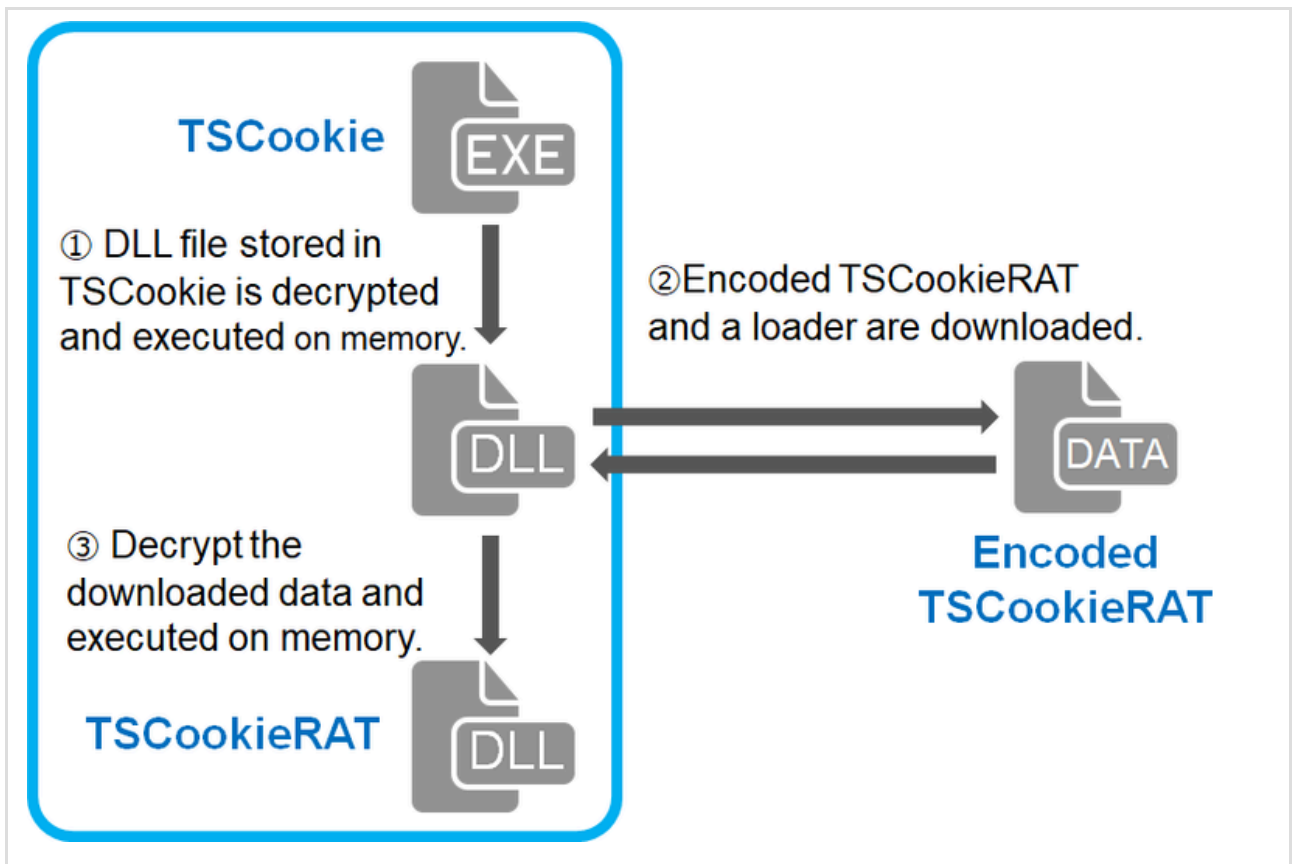 TSCookie
EXE
① DLL file stored in
TSCookie is decrypted
and executed on memory.
②Encoded TSCookieRAT
and a loader are downloaded.
DLL
DATA
Encoded
TSCookieRAT
③ Decrypt the
downloaded data and
executed on memory.
TSCookieRAT
DLL